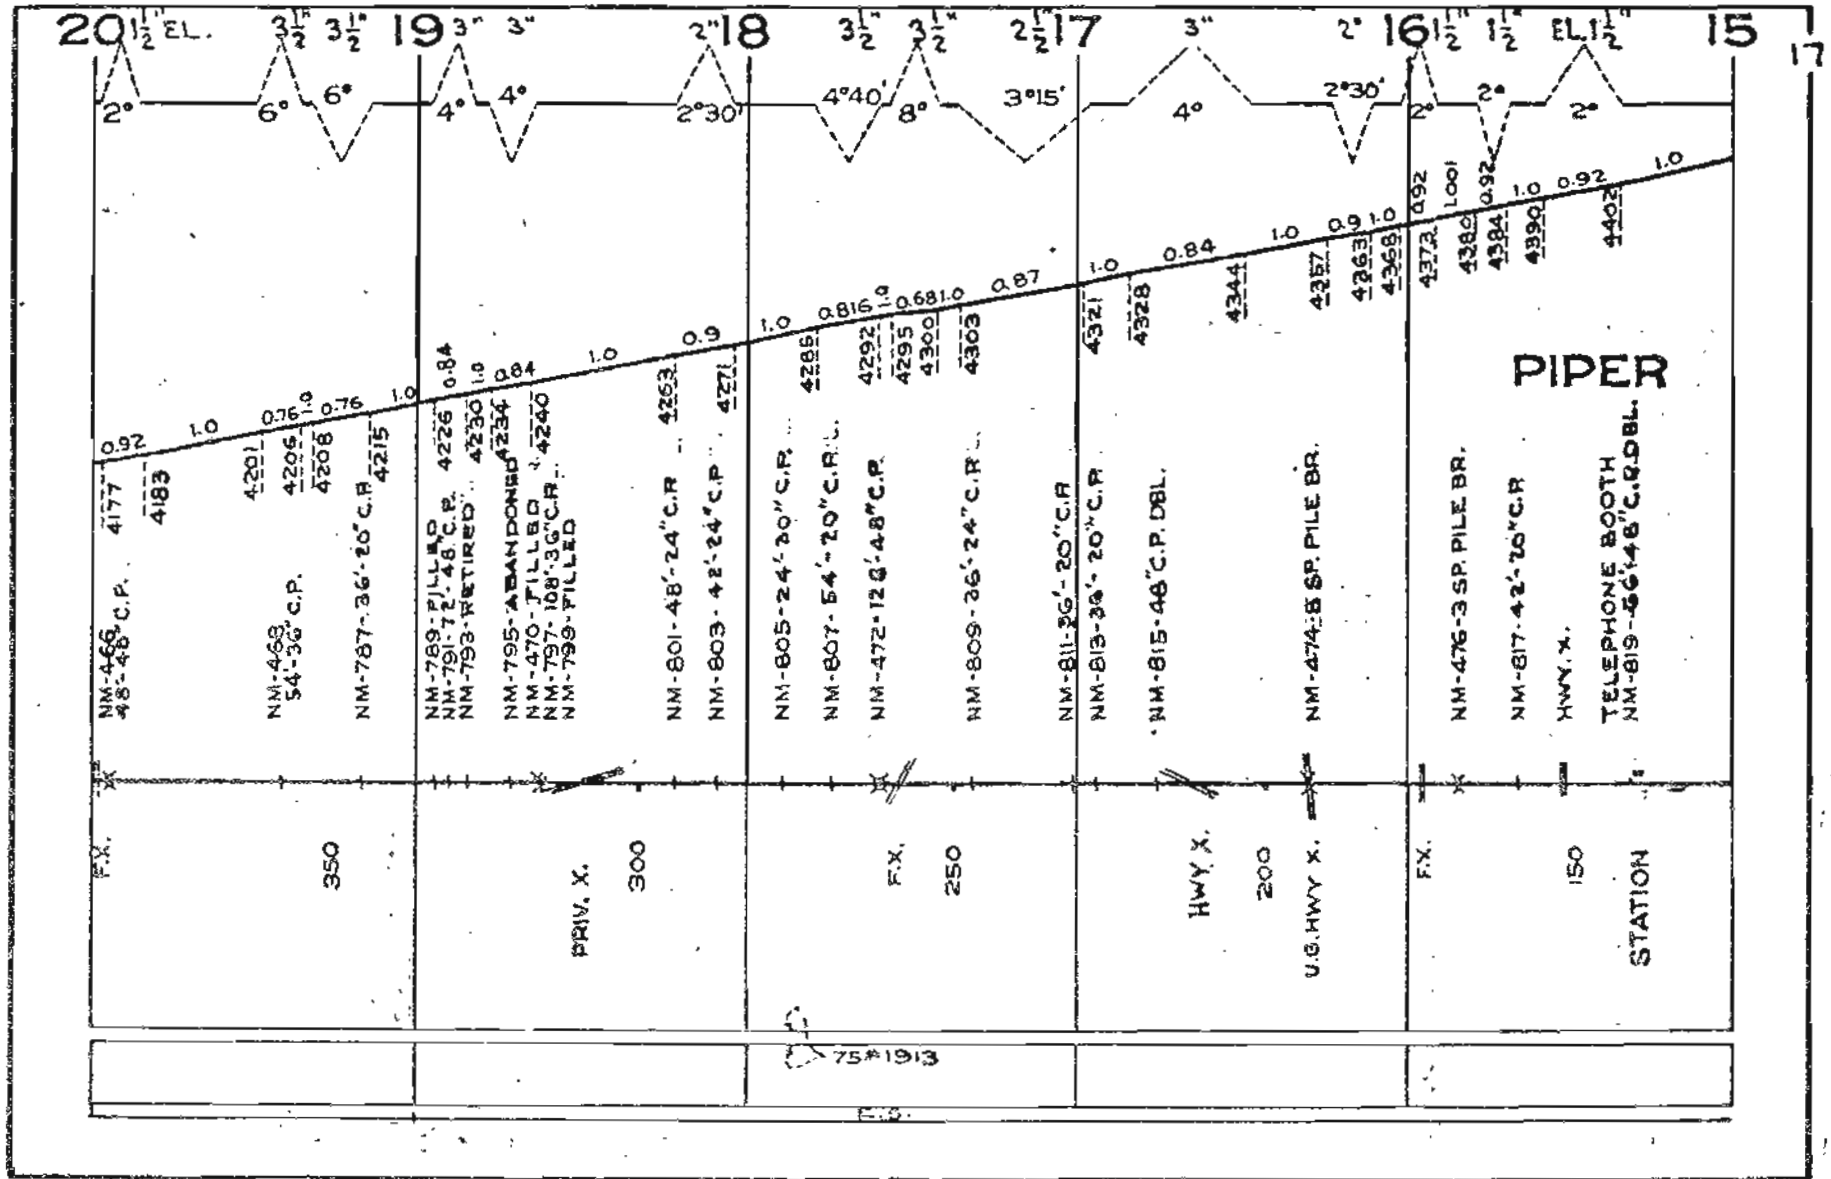 20 1½" EL. 3½" 3½" 19 3" 3" 2" 18 3½" 3½" 2½" 17 3" 2" 16 1½" 1½" EL. 1½" 15
17
2° 6° 6° 4° 4° 2°30' 4°40' 8° 3°15' 4° 2°30' 2° 2° 2°
0.92 1.0 0.76 1.0 0.76 1.0 0.84 1.0 0.84 1.0 0.9 1.0 0.816 .0 0.68 1.0 0.87 1.0 0.84 1.0 0.9 1.0 0.92 1.001 0.92 1.0 0.92 1.0
4177 4183 4201 4206 4208 4215 4226 4230 4234 4240 4263 4271 4285 4292 4295 4300 4303 4321 4328 4344 4357 4363 4368 4373 4380 4384 4390 4402
PIPER
NM-466
48'-48" C.P.
NM-468
54'-36" C.P.
NM-787-36'-20" C.P.
NM-789-FILLED
NM-791-72'-48" C.P.
NM-793-RETIRED
NM-795-ABANDONED
NM-470-FILLED
NM-797-108'-36" C.P.
NM-799-FILLED
NM-801-48'-24" C.P.
NM-803-42'-24" C.P.
NM-805-24'-30" C.P.
NM-807-54'-20" C.P.
NM-472-126'-48" C.P.
NM-809-36'-24" C.P.
NM-811-36'-20" C.P.
NM-813-36'-20" C.P.
NM-815-48" C.P. DBL.
NM-474-8 SP. PILE BR.
NM-476-3 SP. PILE BR.
NM-817-42'-20" C.P.
HWY. X.
TELEPHONE BOOTH
NM-819-66'-48" C.P. DBL.
F.X.
350
PRIV. X.
300
F.X.
250
HWY X.
200
U.G. HWY X.
F.X.
150
STATION
75# 1913